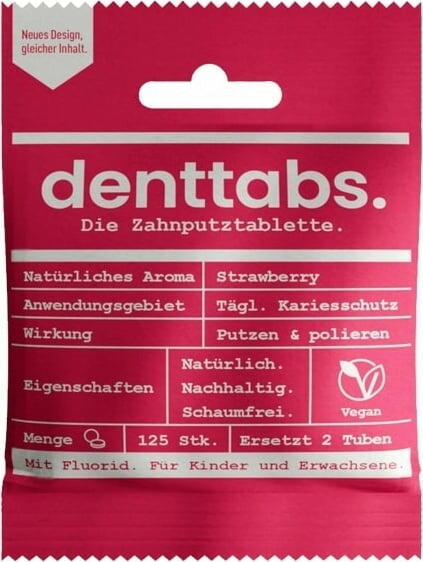 Neues Design,
gleicher Inhalt.
denttabs.
Die Zahnputztablette.
Natürliches Aroma Strawberry
Anwendungsgebiet Tägl. Kariesschutz
Wirkung Putzen & polieren
Eigenschaften
Natürlich.
Nachhaltig.
Schaumfrei.
Vegan
Menge 125 Stk. Ersetzt 2 Tuben
Mit Fluorid. Für Kinder und Erwachsene.